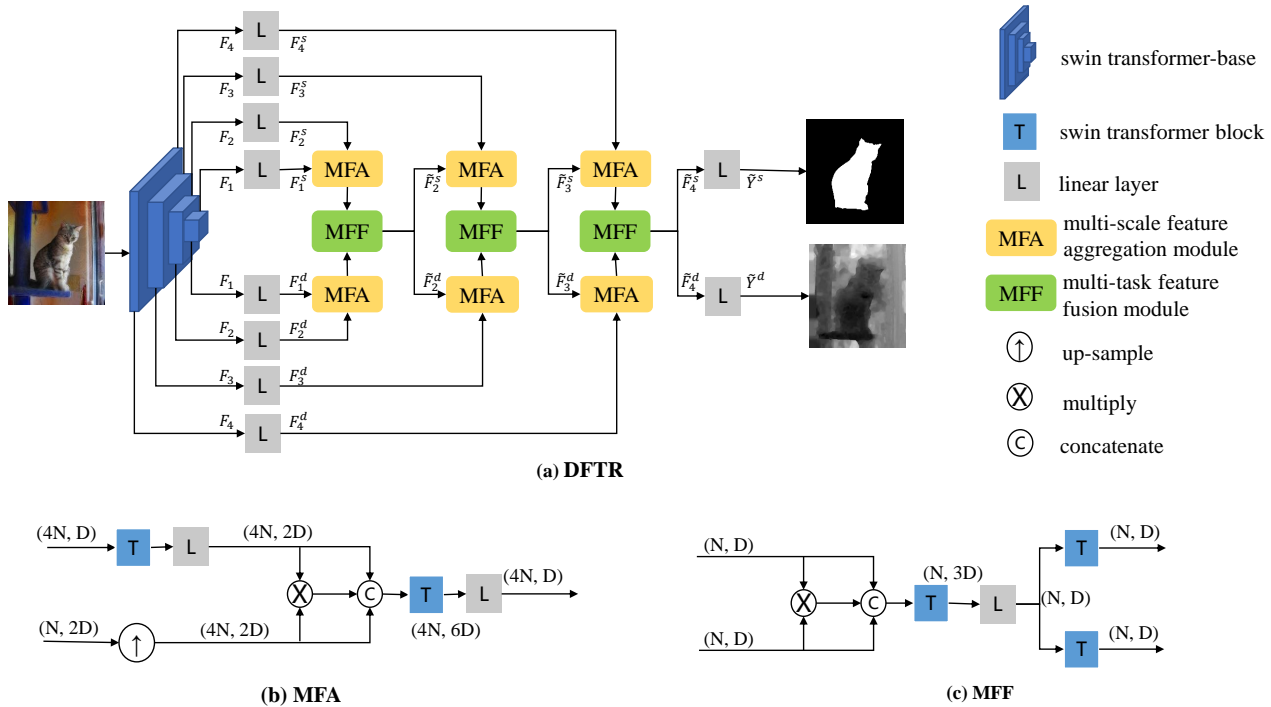 F₄ L F₄ˢ
F₃ L F₃ˢ
F₂ L F₂ˢ
F₁ L F₁ˢ MFA F̃₂ˢ MFA F̃₃ˢ MFA F̃₄ˢ L Ỹˢ
MFF MFF MFF
F₁ L F₁ᵈ MFA F̃₂ᵈ MFA F̃₃ᵈ MFA F̃₄ᵈ L Ỹᵈ
F₂ L F₂ᵈ
F₃ L F₃ᵈ
F₄ L F₄ᵈ
(a) DFTR
swin transformer-base
T swin transformer block
L linear layer
MFA multi-scale feature
aggregation module
MFF multi-task feature
fusion module
↑ up-sample
X multiply
C concatenate
(4N, D) T L (4N, 2D)
X C T L (4N, D)
(4N, 6D)
(N, 2D) ↑ (4N, 2D)
(b) MFA
(N, D) T (N, D)
X C T (N, 3D) L (N, D)
(N, D) T (N, D)
(c) MFF